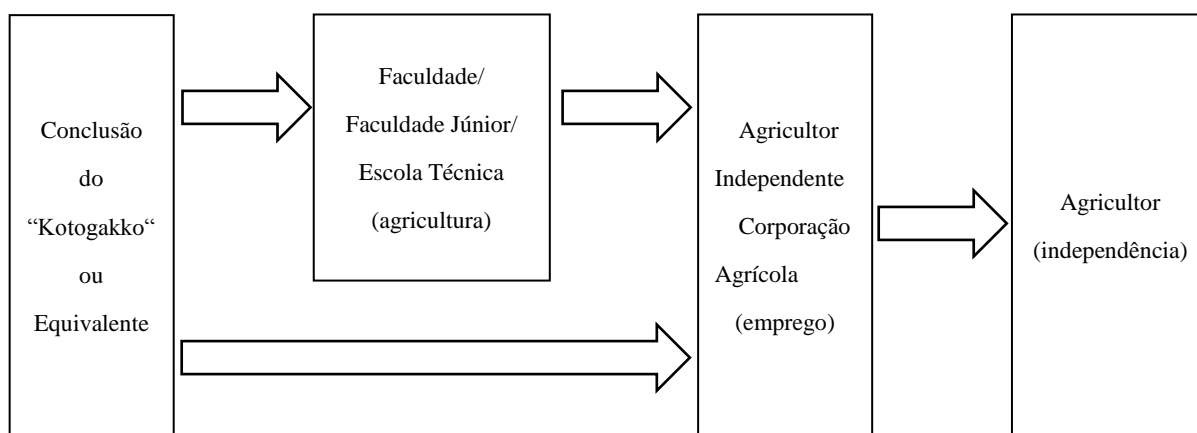 Conclusão
do
“Kotogakko“
ou
Equivalente
Faculdade/
Faculdade Júnior/
Escola Técnica
(agricultura)
Agricultor
Independente
Corporação
Agrícola
(emprego)
Agricultor
(independência)